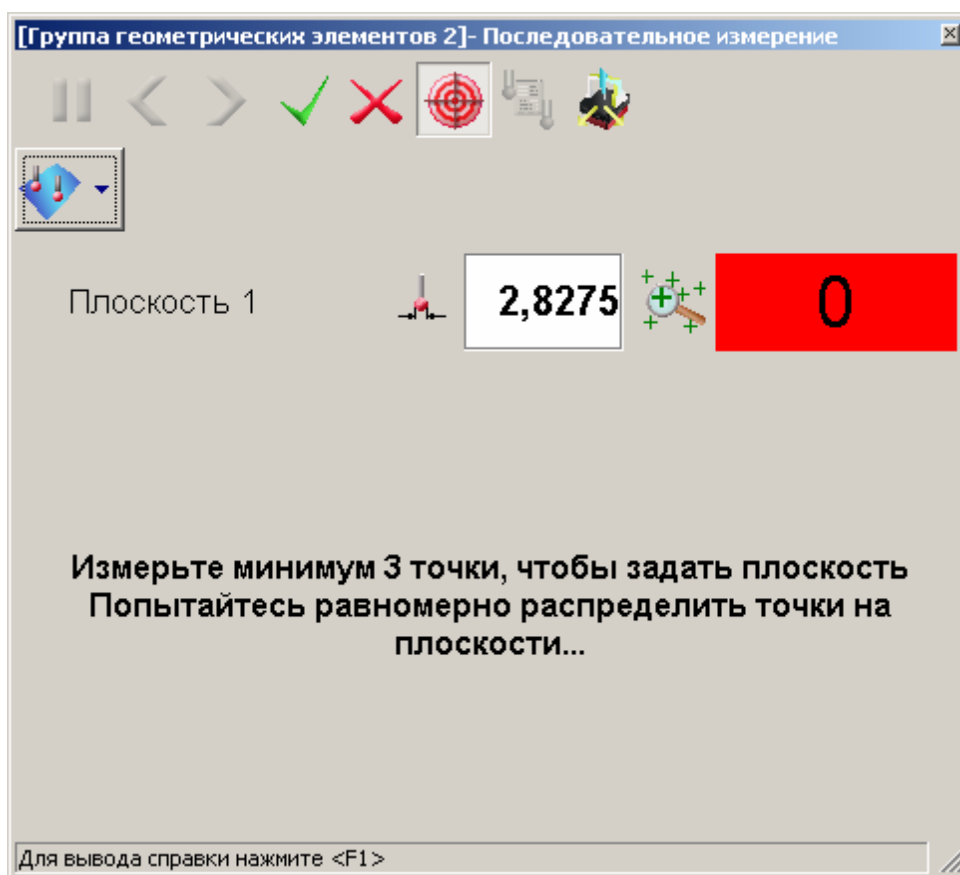 [Группа геометрических элементов 2]- Последовательное измерение
Плоскость 1
2,8275
0
Измерьте минимум 3 точки, чтобы задать плоскость
Попытайтесь равномерно распределить точки на
плоскости...
Для вывода справки нажмите <F1>